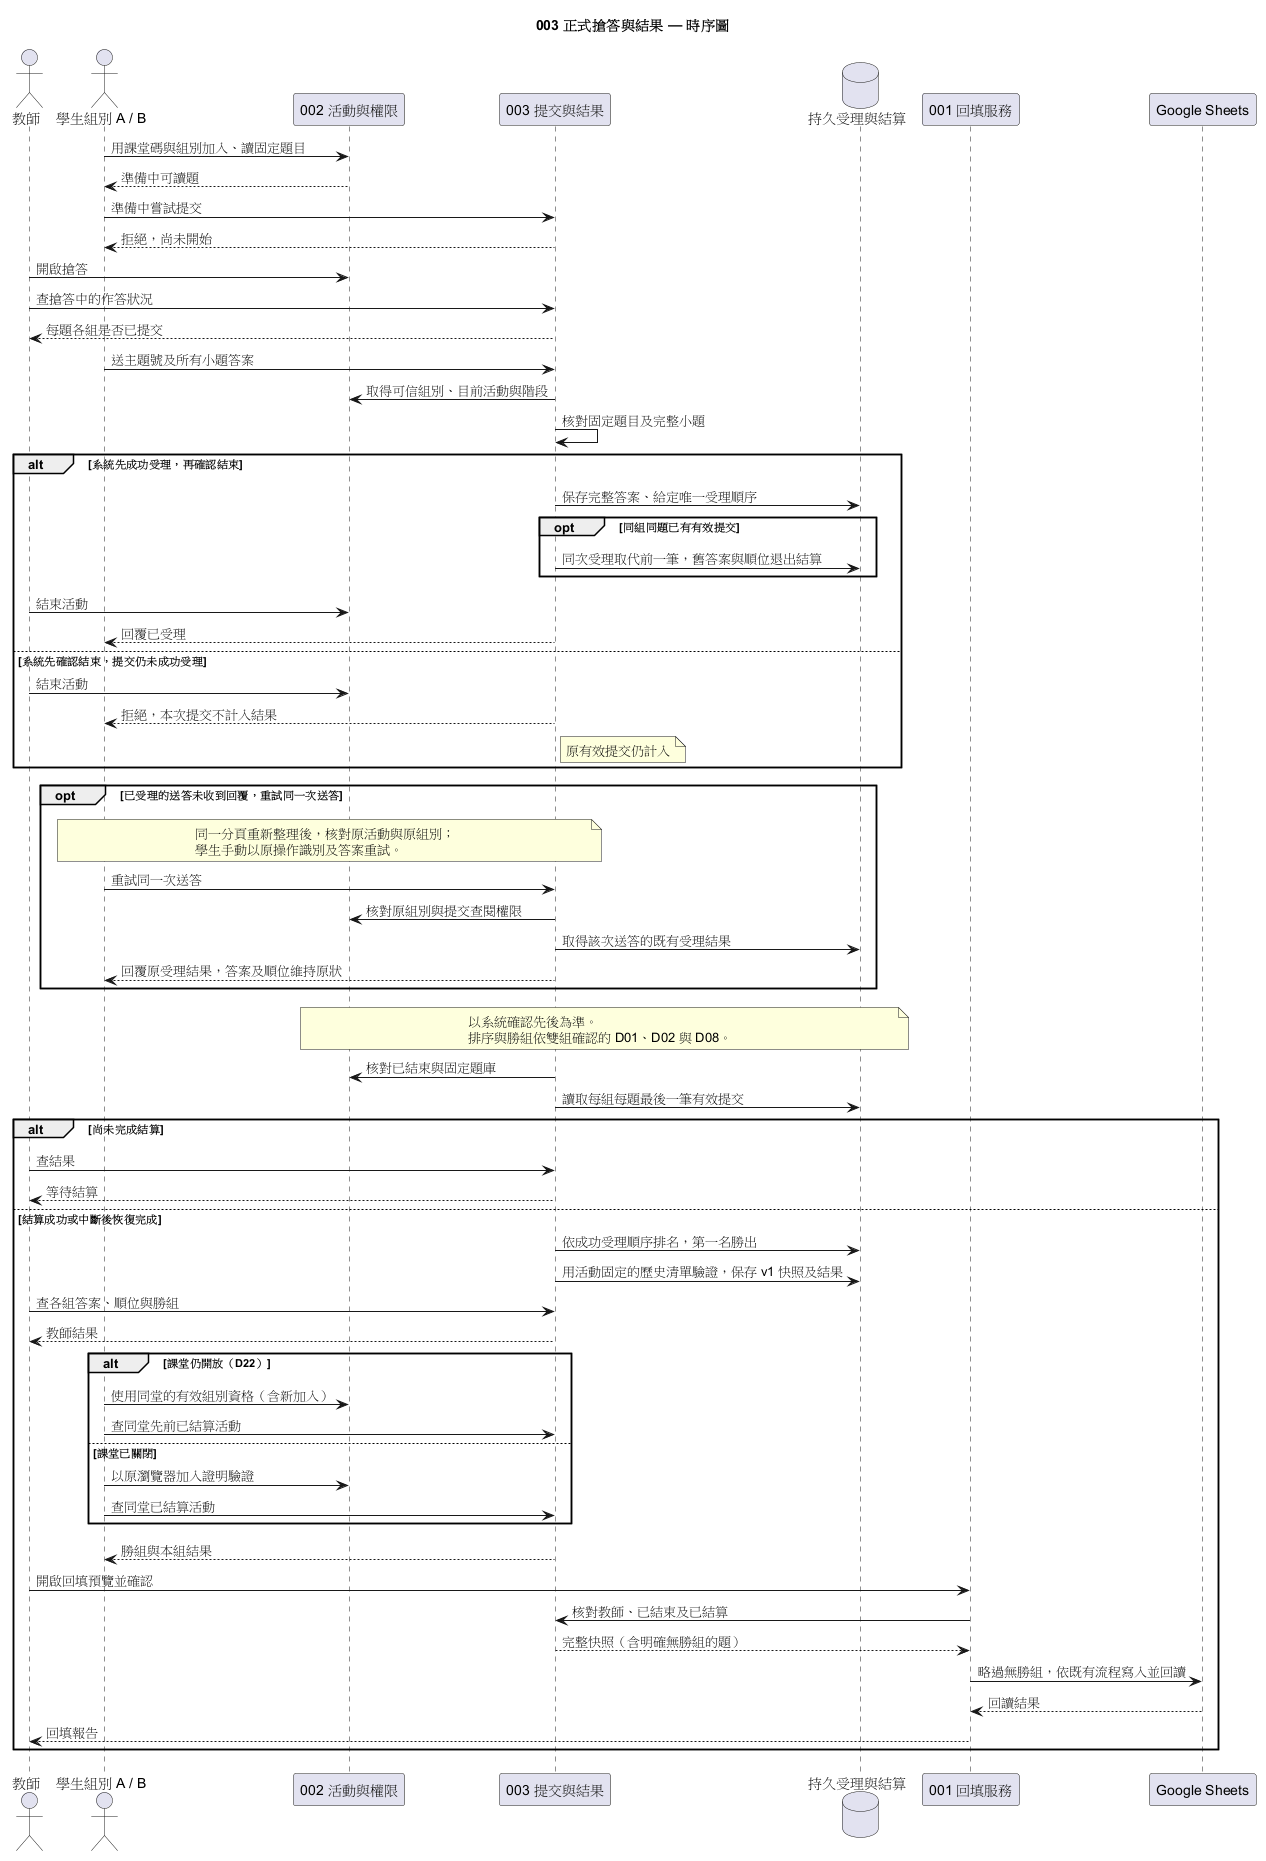 003 正式搶答與結果 — 時序圖
教師
學生組別 A / B
002 活動與權限
003 提交與結果
持久受理與結算
001 回填服務
Google Sheets
用課堂碼與組別加入、讀固定題目
準備中可讀題
準備中嘗試提交
拒絕，尚未開始
開啟搶答
查搶答中的作答狀況
每題各組是否已提交
送主題號及所有小題答案
取得可信組別、目前活動與階段
核對固定題目及完整小題
alt [系統先成功受理，再確認結束]
保存完整答案、給定唯一受理順序
opt [同組同題已有有效提交]
同次受理取代前一筆，舊答案與順位退出結算
結束活動
回覆已受理
[系統先確認結束，提交仍未成功受理]
結束活動
拒絕，本次提交不計入結果
原有效提交仍計入
opt [已受理的送答未收到回覆，重試同一次送答]
同一分頁重新整理後，核對原活動與原組別；
學生手動以原操作識別及答案重試。
重試同一次送答
核對原組別與提交查閱權限
取得該次送答的既有受理結果
回覆原受理結果，答案及順位維持原狀
以系統確認先後為準。
排序與勝組依雙組確認的 D01、D02 與 D08。
核對已結束與固定題庫
讀取每組每題最後一筆有效提交
alt [尚未完成結算]
查結果
等待結算
[結算成功或中斷後恢復完成]
依成功受理順序排名，第一名勝出
用活動固定的歷史清單驗證，保存 v1 快照及結果
查各組答案、順位與勝組
教師結果
alt [課堂仍開放（D22）]
使用同堂的有效組別資格（含新加入）
查同堂先前已結算活動
[課堂已關閉]
以原瀏覽器加入證明驗證
查同堂已結算活動
勝組與本組結果
開啟回填預覽並確認
核對教師、已結束及已結算
完整快照（含明確無勝組的題）
略過無勝組，依既有流程寫入並回讀
回讀結果
回填報告
教師
學生組別 A / B
002 活動與權限
003 提交與結果
持久受理與結算
001 回填服務
Google Sheets